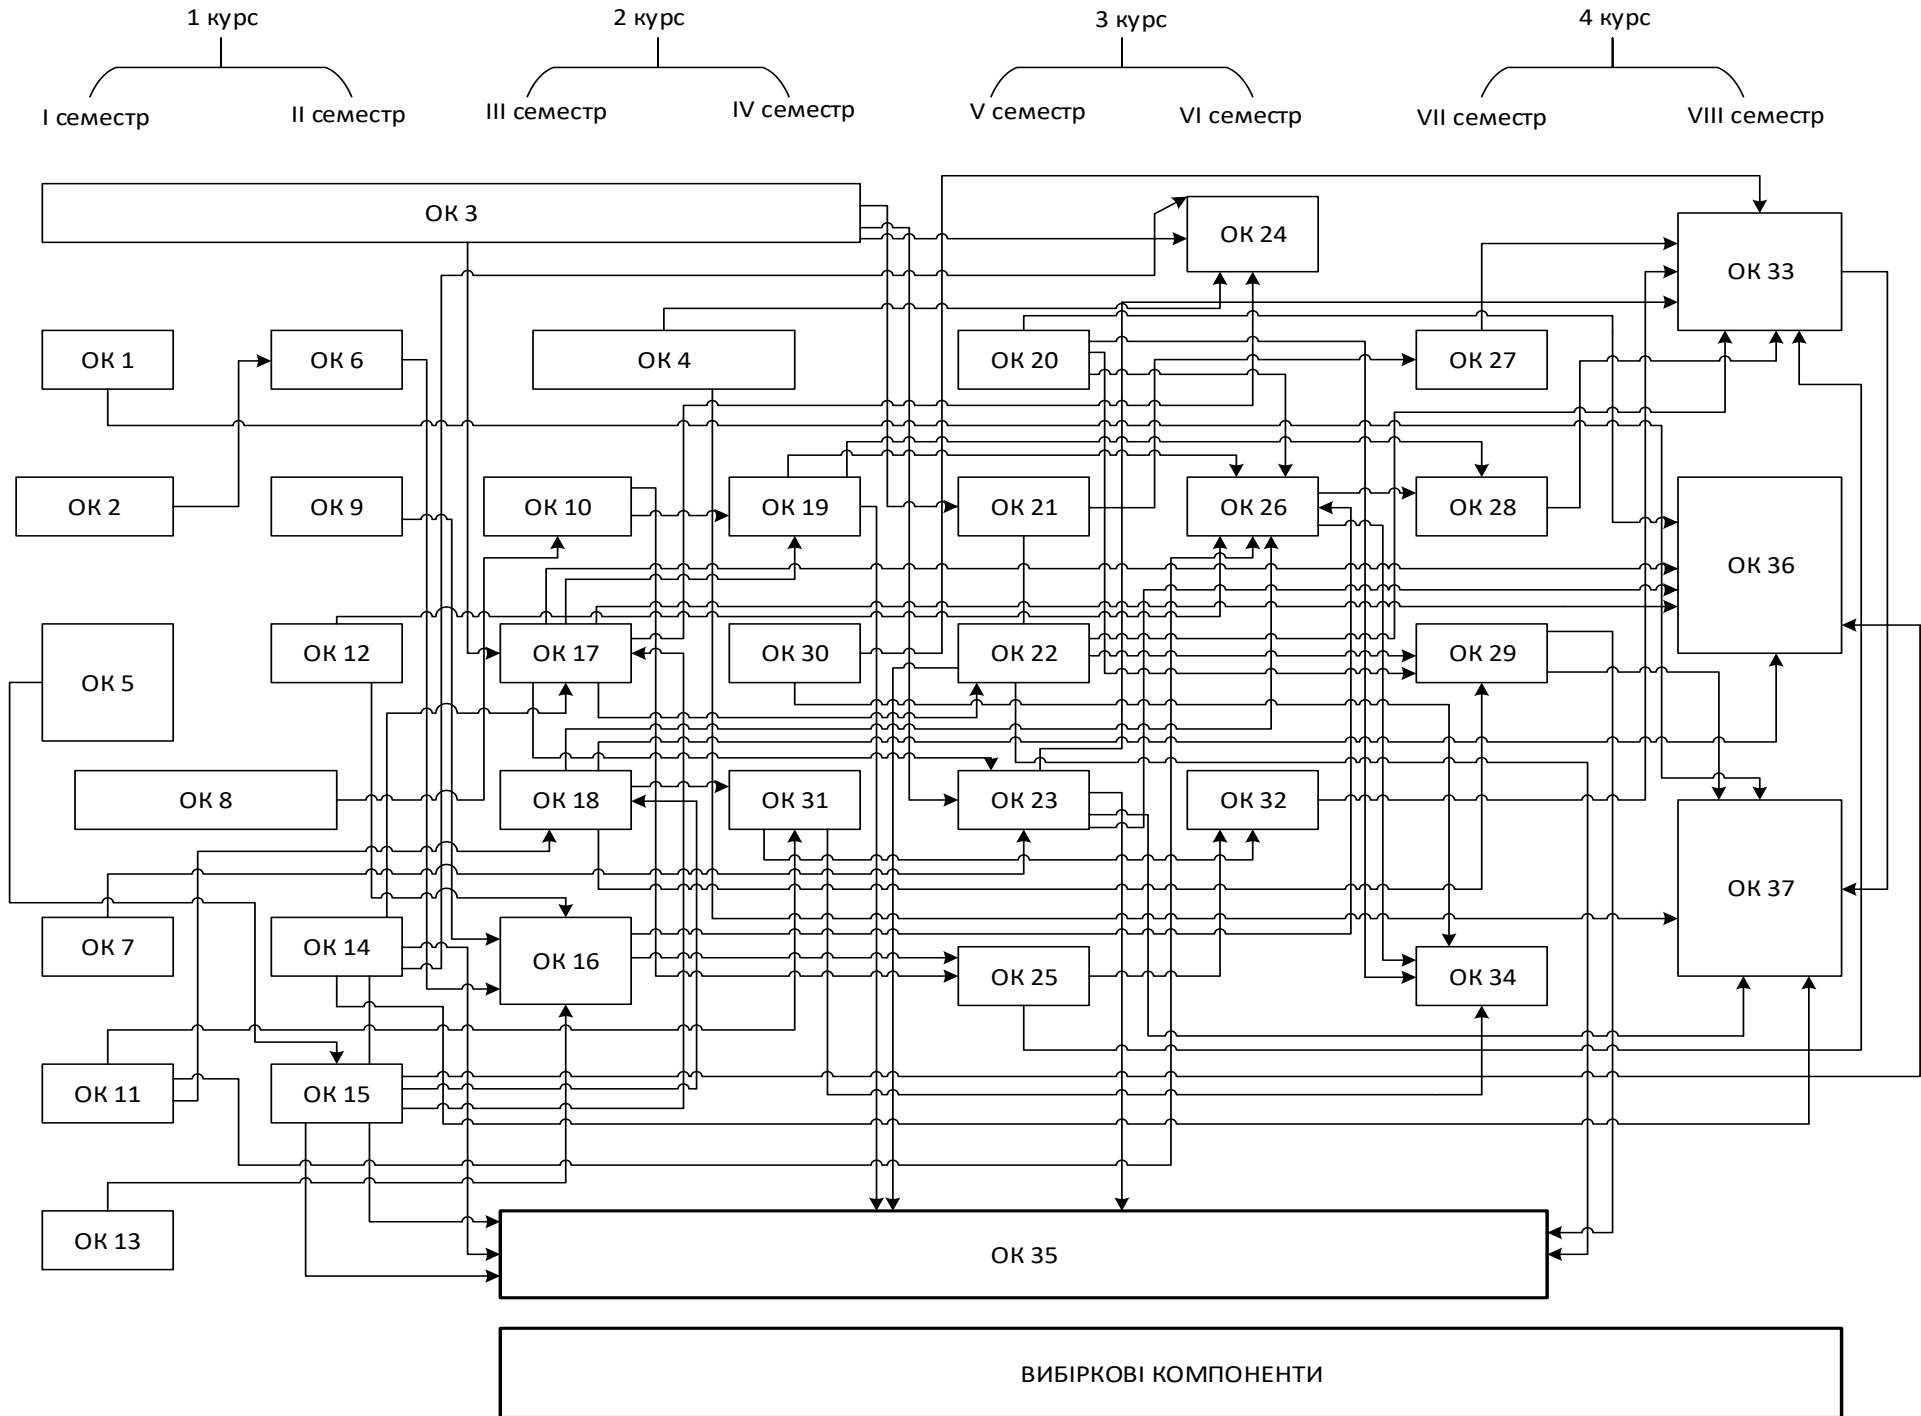 1 курс
2 курс
3 курс
4 курс
I семестр
II семестр
III семестр
IV семестр
V семестр
VI семестр
VII семестр
VIII семестр
ОК 3
ОК 24
ОК 33
ОК 1
ОК 6
ОК 4
ОК 20
ОК 27
ОК 2
ОК 9
ОК 10
ОК 19
ОК 21
ОК 26
ОК 28
ОК 36
ОК 5
ОК 12
ОК 17
ОК 30
ОК 22
ОК 29
ОК 8
ОК 18
ОК 31
ОК 23
ОК 32
ОК 37
ОК 7
ОК 14
ОК 16
ОК 25
ОК 34
ОК 11
ОК 15
ОК 13
ОК 35
ВИБІРКОВІ КОМПОНЕНТИ